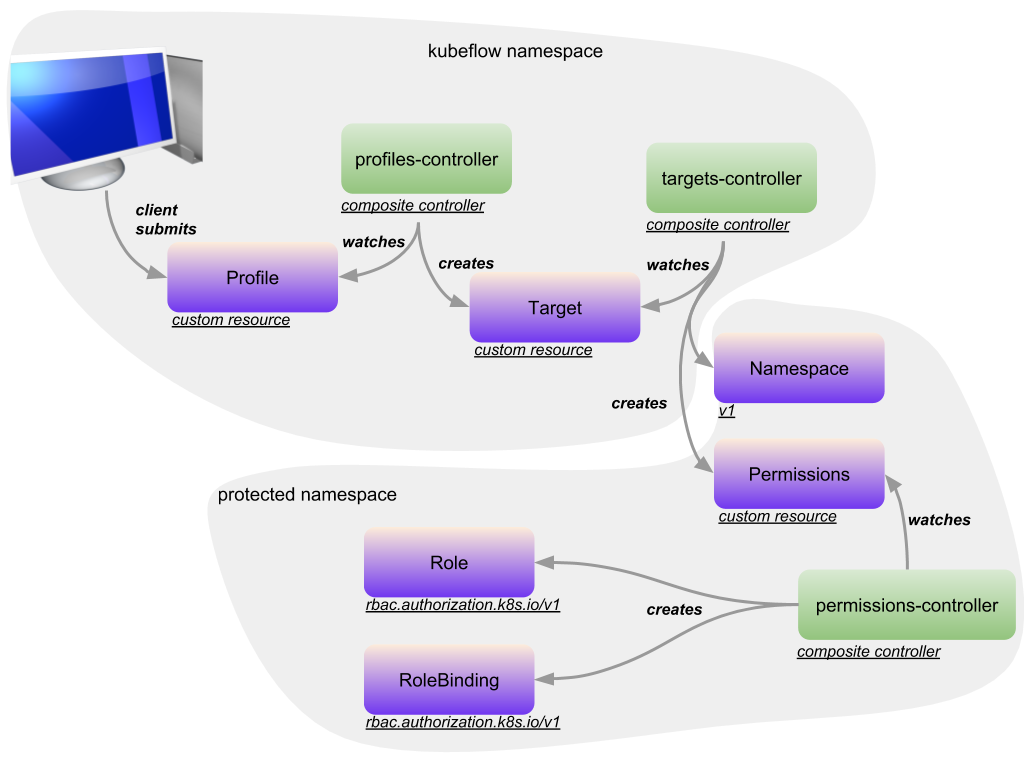 kubeflow namespace
profiles-controller
composite controller
targets-controller
composite controller
client
submits
watches
creates
watches
Profile
custom resource
Target
custom resource
Namespace
v1
creates
Permissions
custom resource
protected namespace
watches
Role
rbac.authorization.k8s.io/v1
creates
permissions-controller
composite controller
RoleBinding
rbac.authorization.k8s.io/v1